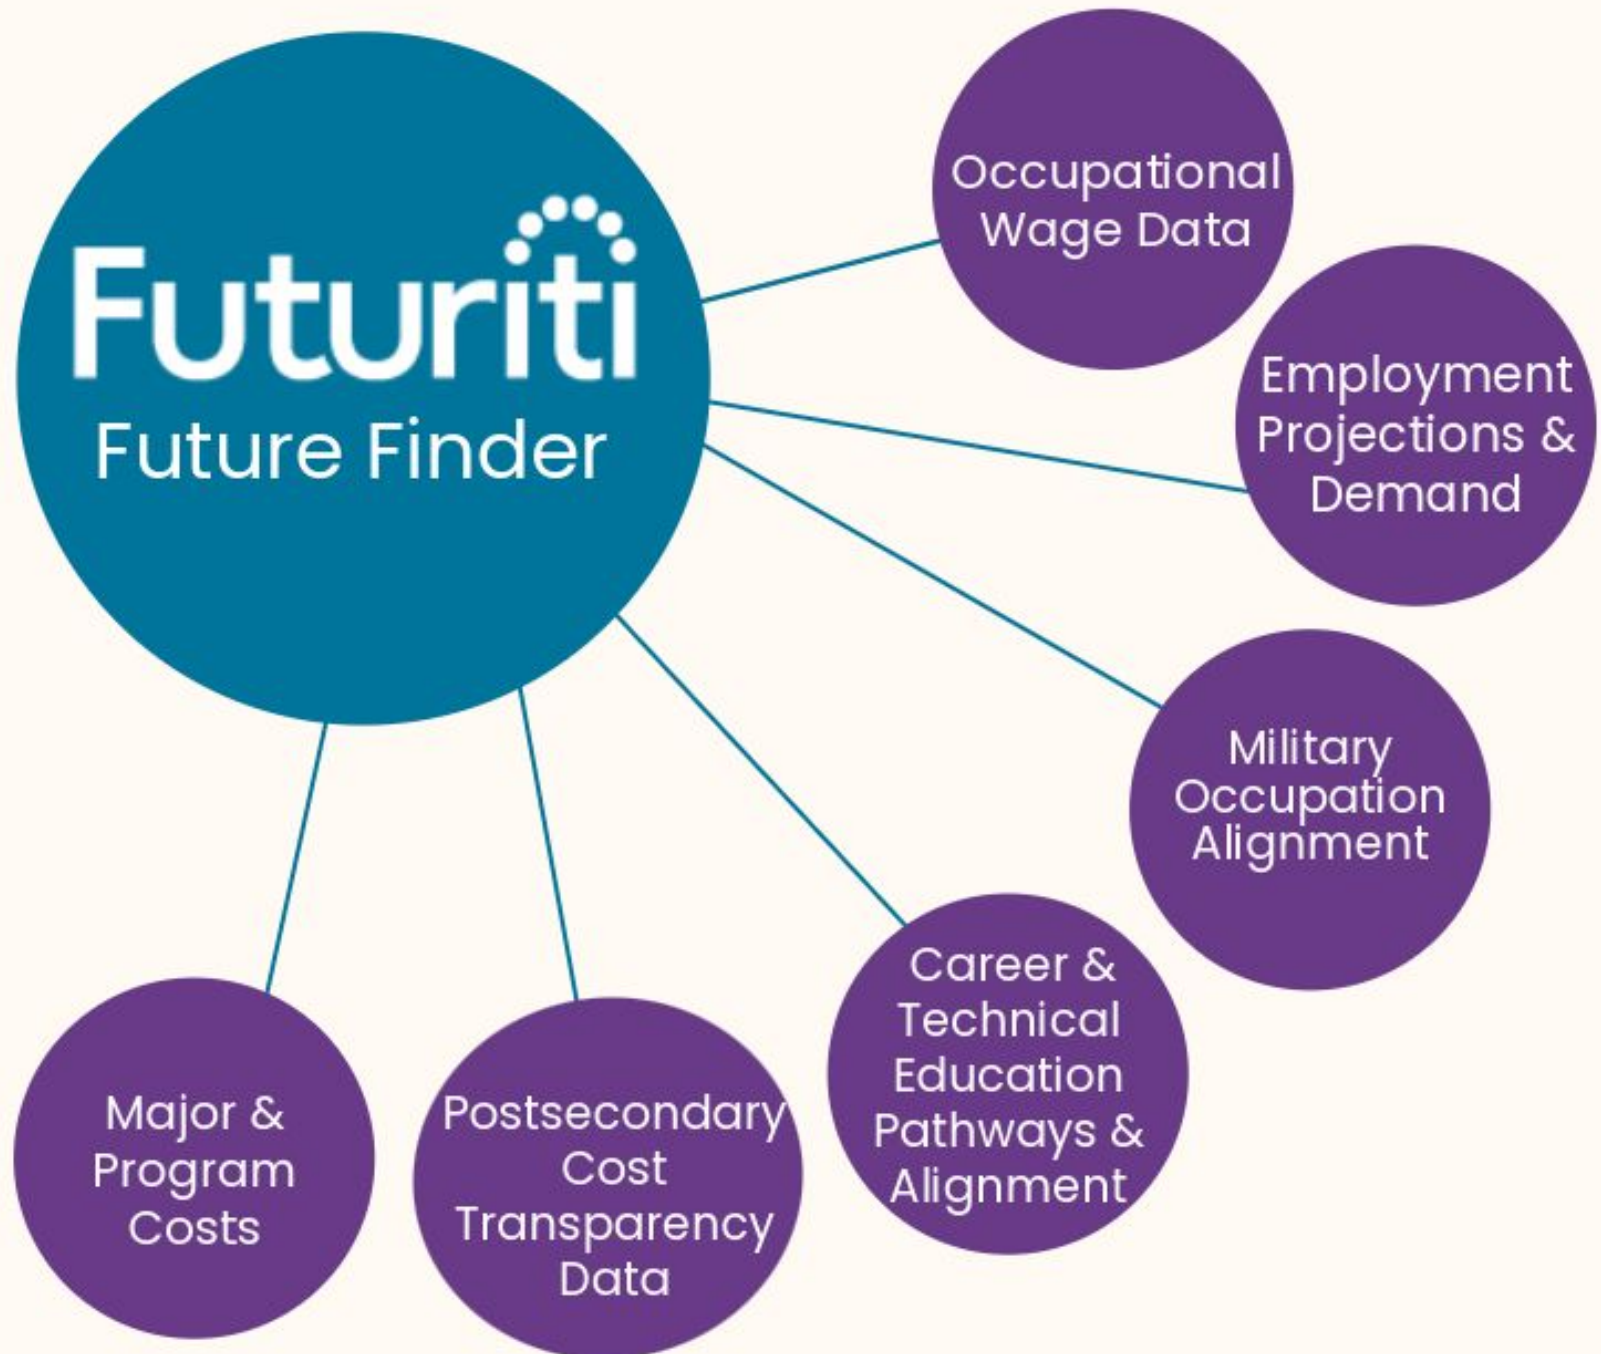 Futuriti
Future Finder
Occupational
Wage Data
Employment
Projections &
Demand
Military
Occupation
Alignment
Career &
Technical
Education
Pathways &
Alignment
Postsecondary
Cost
Transparency
Data
Major &
Program
Costs